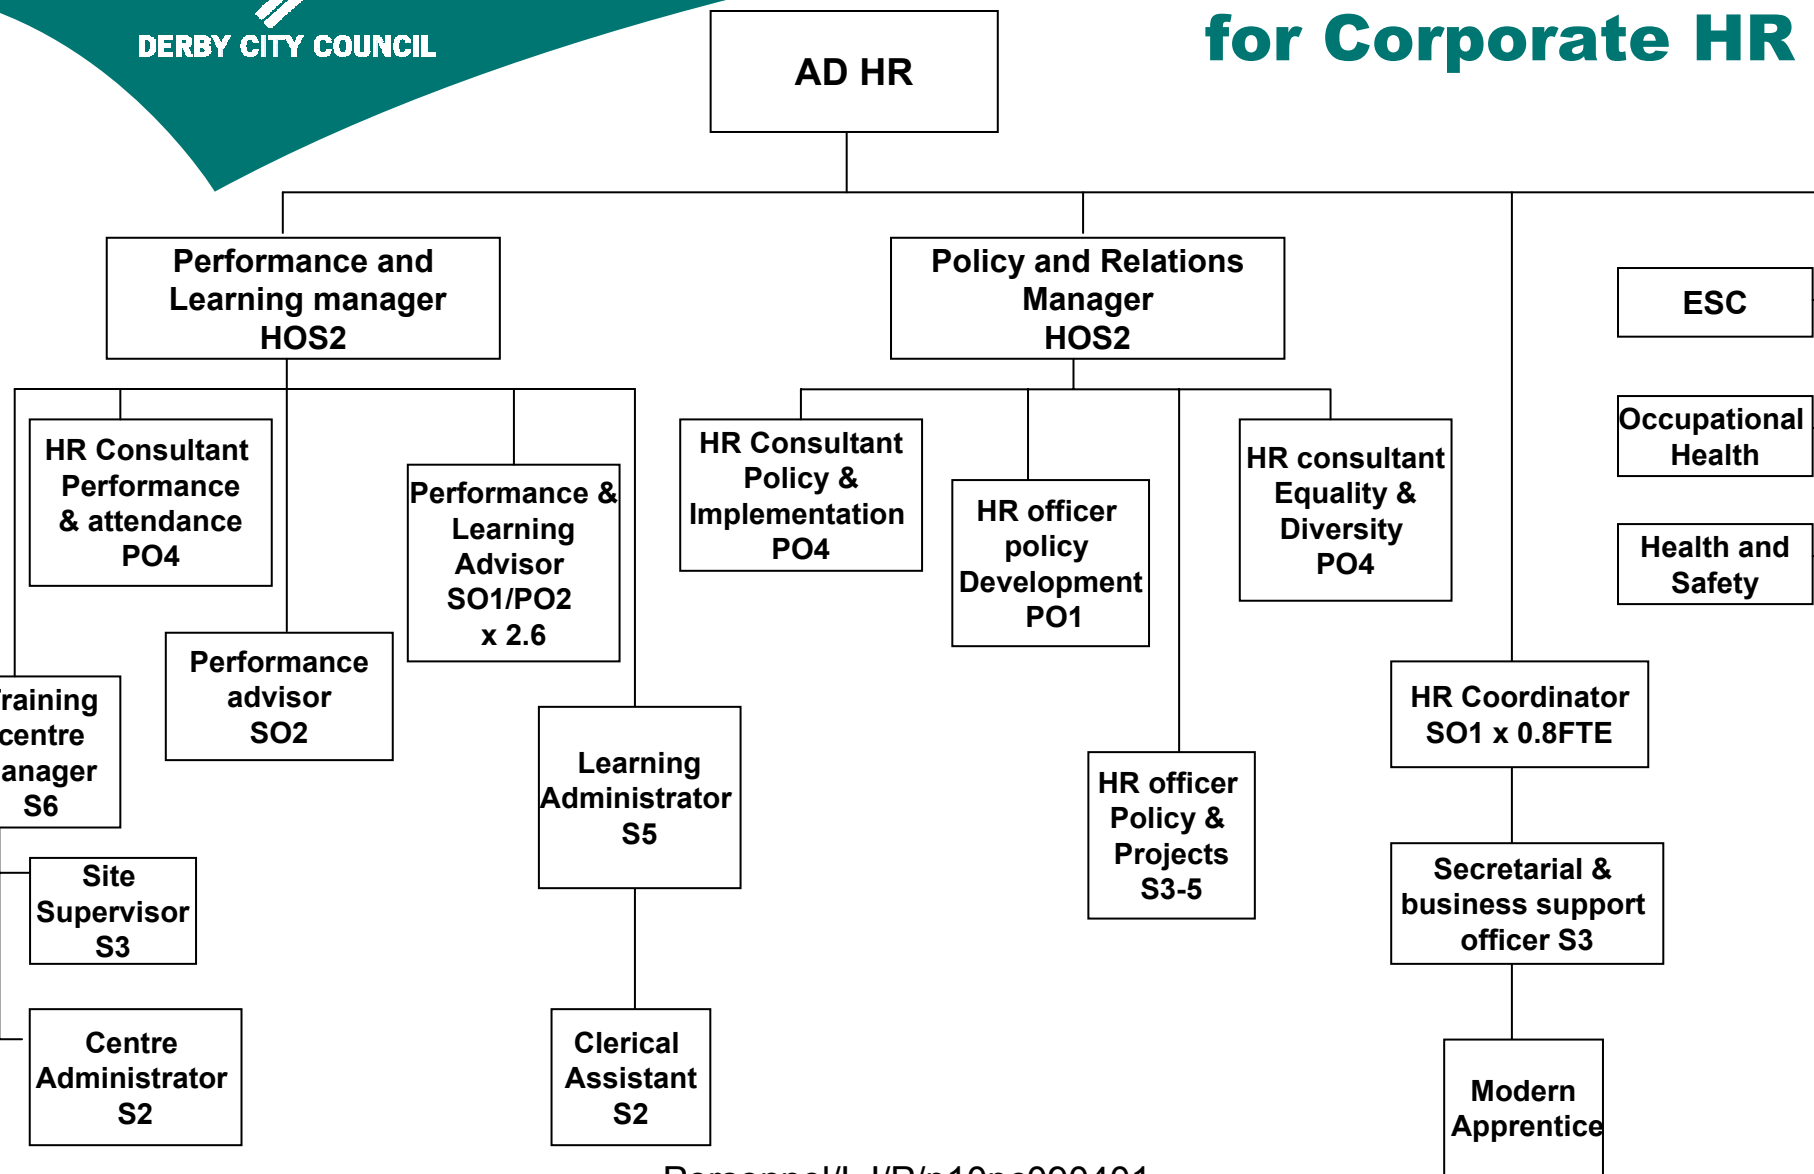 DERBY CITY COUNCIL
for Corporate HR
AD HR
Performance and
Learning manager
HOS2
Policy and Relations
Manager
HOS2
ESC
Occupational
Health
Health and
Safety
HR Consultant
Performance
& attendance
PO4
Performance &
Learning
Advisor
SO1/PO2
x 2.6
HR Consultant
Policy &
Implementation
PO4
HR officer
policy
Development
PO1
HR consultant
Equality &
Diversity
PO4
Performance
advisor
SO2
raining
centre
anager
S6
Learning
Administrator
S5
HR officer
Policy &
Projects
S3-5
HR Coordinator
SO1 x 0.8FTE
Site
Supervisor
S3
Secretarial &
business support
officer S3
Centre
Administrator
S2
Clerical
Assistant
S2
Modern
Apprentice